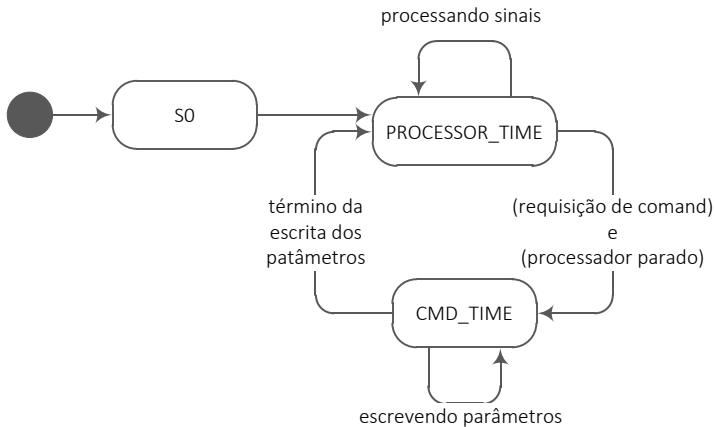 processando sinais
S0
PROCESSOR_TIME
término da
escrita dos
patâmetros
(requisição de comand)
e
(processador parado)
CMD_TIME
escrevendo parâmetros